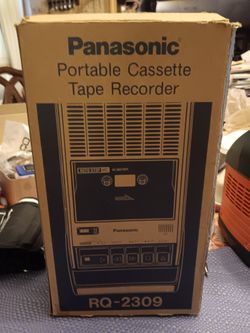 Panasonic
Portable Cassette
Tape Recorder
Panasonic
RQ-2309